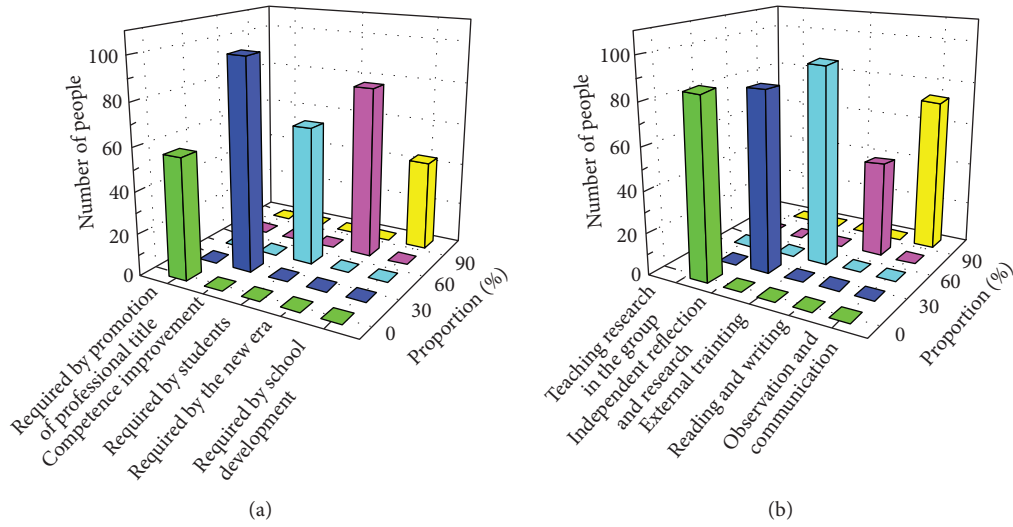 100
80
60
40
20
0
Number of people
Required by promotion
of professional title
Competence improvement
Required by students
Required by the new era
Required by school
development
0
30
60
90
Proportion (%)
(a)
100
80
60
40
20
0
Number of people
Teaching research
in the group
Independent reflection
and research
External trainting
Reading and writing
Observation and
communication
0
30
60
90
Proportion (%)
(b)